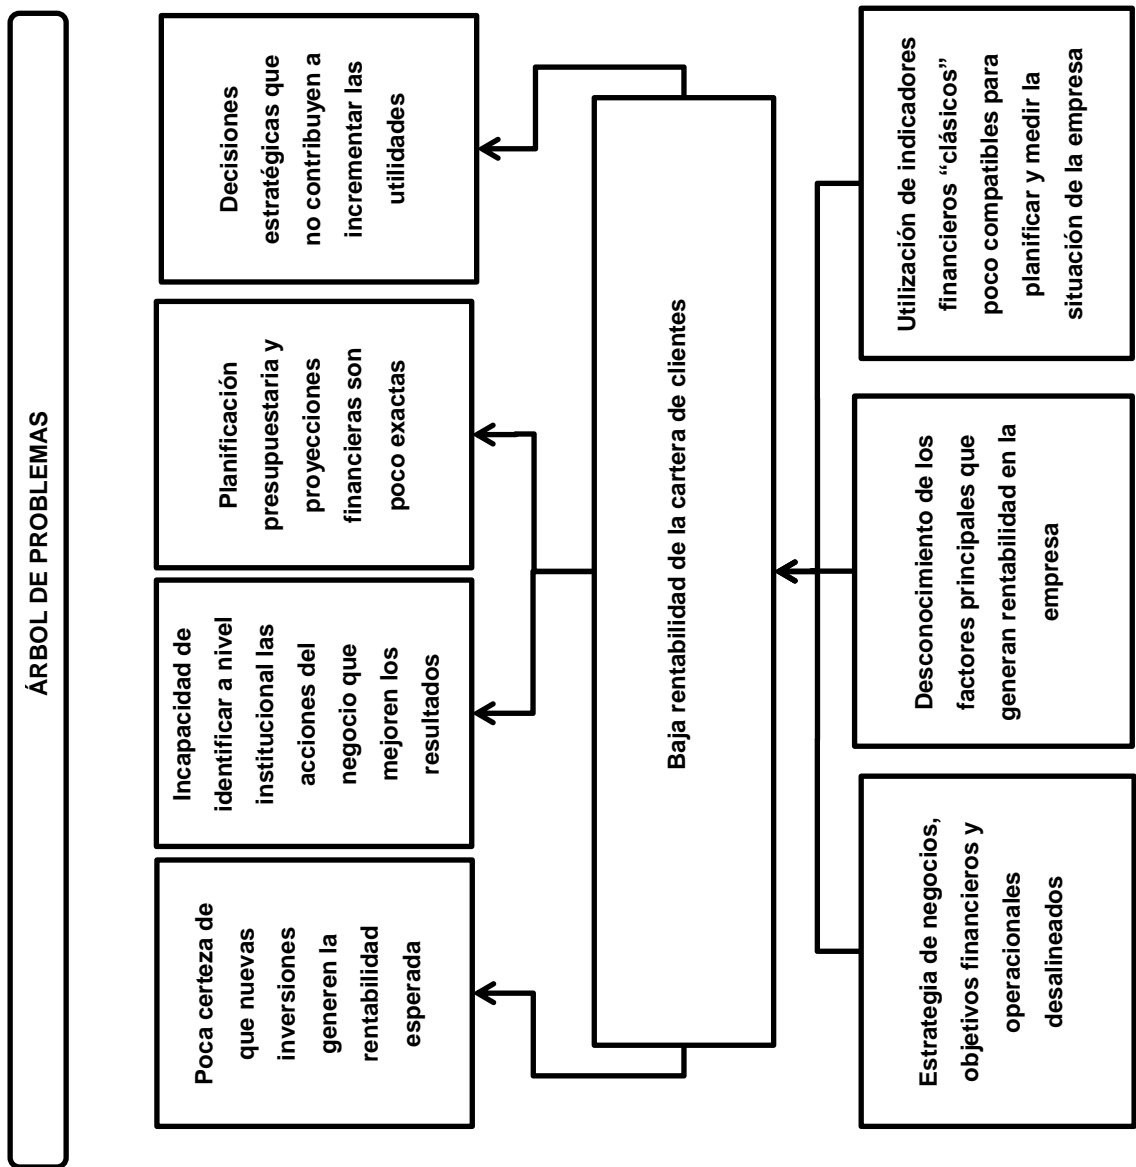 ÁRBOL DE PROBLEMAS
Poca certeza de
que nuevas
inversiones
generen la
rentabilidad
esperada
Incapacidad de
identificar a nivel
institucional las
acciones del
negocio que
mejoren los
resultados
Planificación
presupuestaria y
proyecciones
financieras son
poco exactas
Decisiones
estratégicas que
no contribuyen a
incrementar las
utilidades
Baja rentabilidad de la cartera de clientes
Estrategia de negocios,
objetivos financieros y
operacionales
desalineados
Desconocimiento de los
factores principales que
generan rentabilidad en la
empresa
Utilización de indicadores
financieros “clásicos”
poco compatibles para
planificar y medir la
situación de la empresa